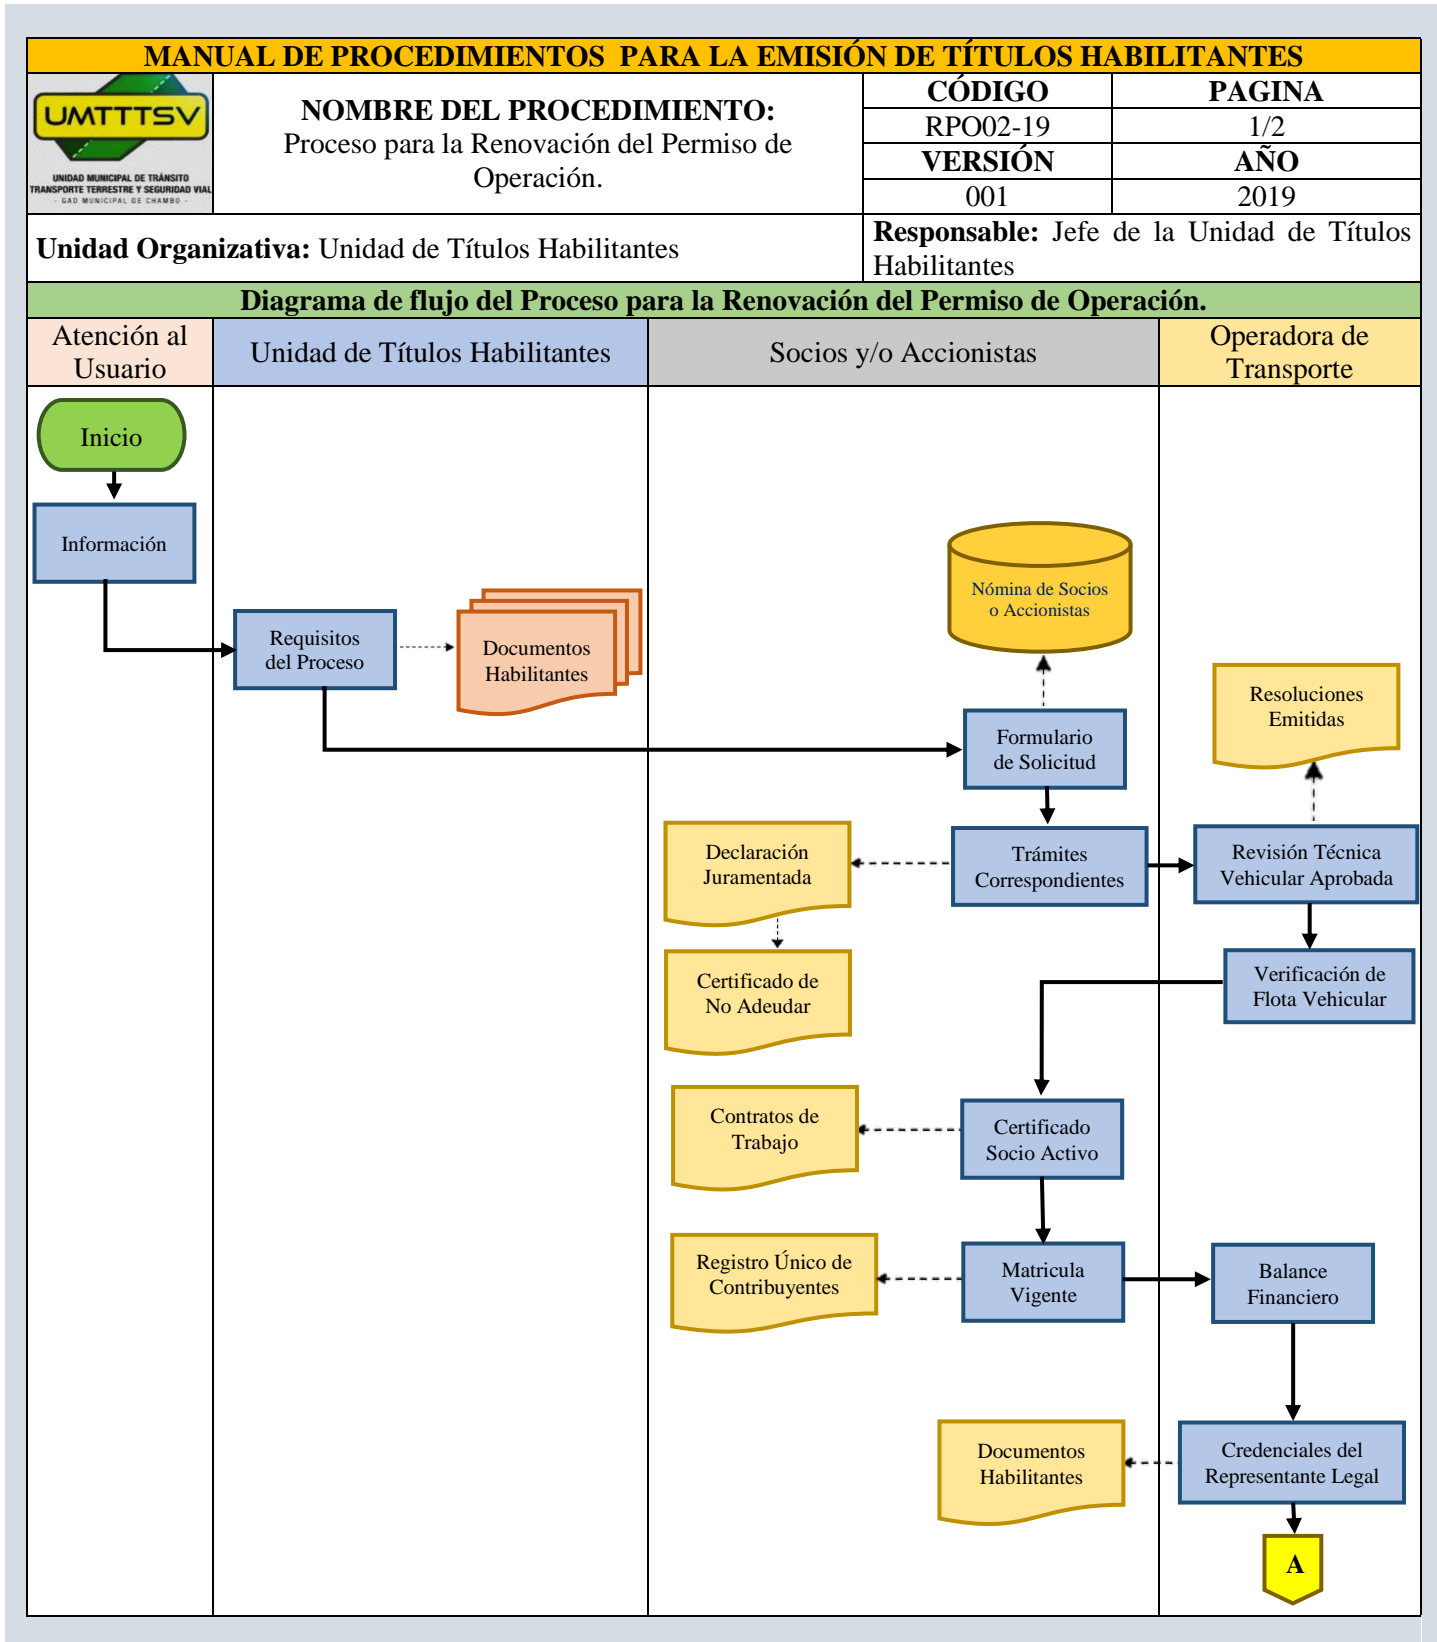 MANUAL DE PROCEDIMIENTOS PARA LA EMISIÓN DE TÍTULOS HABILITANTES
UMTTTSV
UNIDAD MUNICIPAL DE TRÁNSITO
TRANSPORTE TERRESTRE Y SEGURIDAD VIAL
- GAD MUNICIPAL DE CHAMBO -
NOMBRE DEL PROCEDIMIENTO:
Proceso para la Renovación del Permiso de
Operación.
CÓDIGO
PAGINA
RPO02-19
1/2
VERSIÓN
AÑO
001
2019
Unidad Organizativa: Unidad de Títulos Habilitantes
Responsable: Jefe de la Unidad de Títulos
Habilitantes
Diagrama de flujo del Proceso para la Renovación del Permiso de Operación.
Atención al
Usuario
Unidad de Títulos Habilitantes
Socios y/o Accionistas
Operadora de
Transporte
Inicio
Información
Requisitos
del Proceso
Documentos
Habilitantes
Nómina de Socios
o Accionistas
Formulario
de Solicitud
Resoluciones
Emitidas
Declaración
Juramentada
Trámites
Correspondientes
Revisión Técnica
Vehicular Aprobada
Certificado de
No Adeudar
Verificación de
Flota Vehicular
Contratos de
Trabajo
Certificado
Socio Activo
Registro Único de
Contribuyentes
Matricula
Vigente
Balance
Financiero
Documentos
Habilitantes
Credenciales del
Representante Legal
A